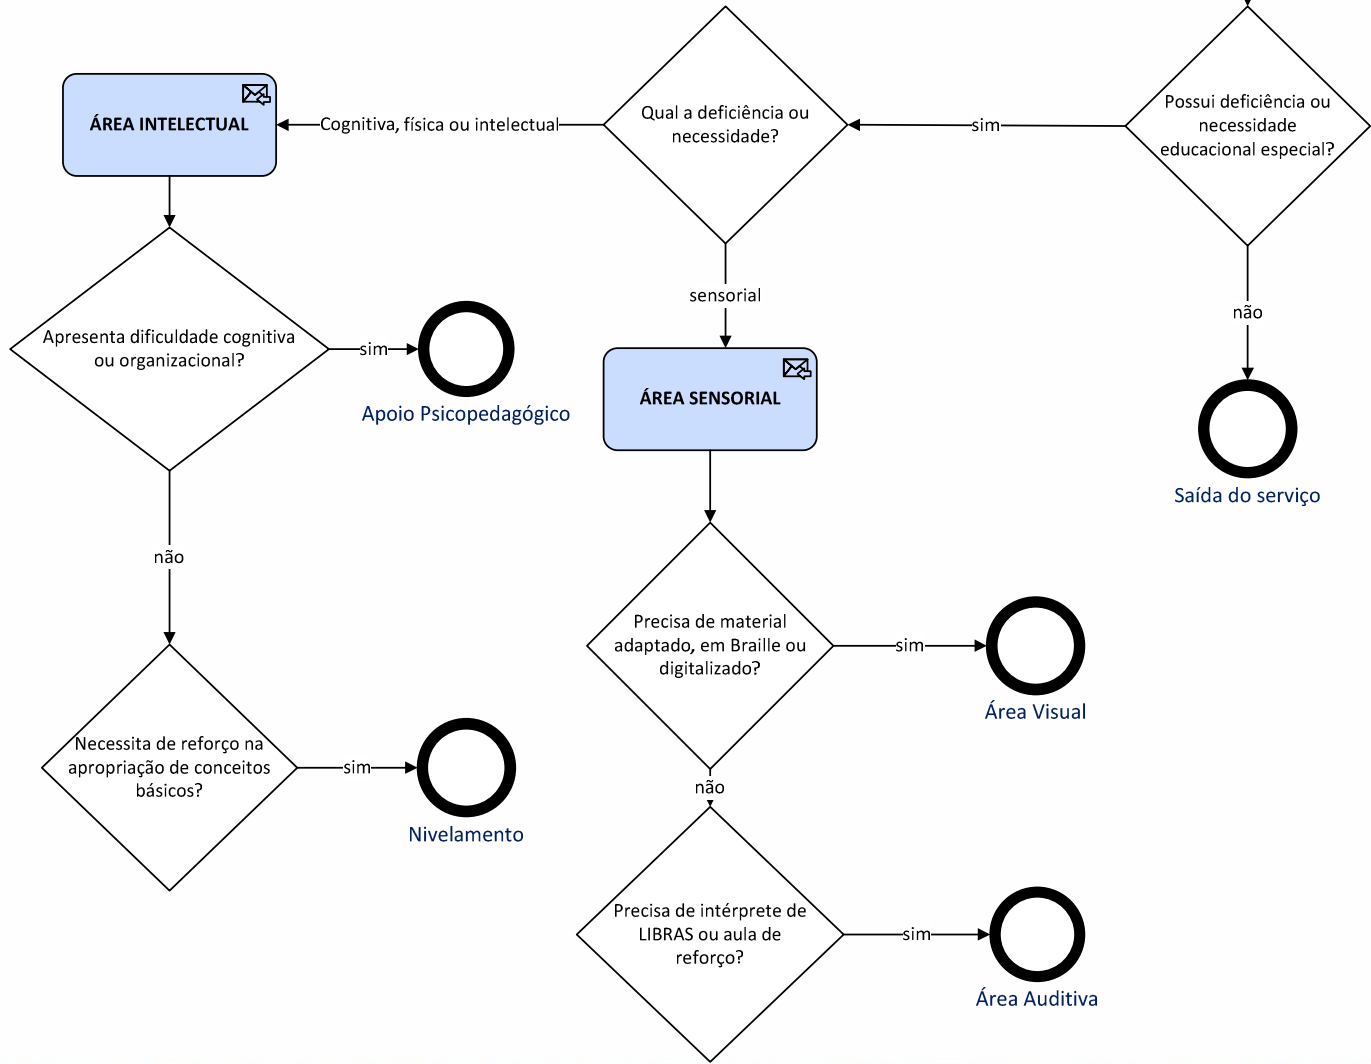 Qual a deficiência ou
necessidade?
Possui deficiência ou
necessidade
educacional especial?
ÁREA INTELECTUAL
Cognitiva, física ou intelectual
sim
sensorial
não
Apresenta dificuldade cognitiva
ou organizacional?
sim
Apoio Psicopedagógico
ÁREA SENSORIAL
Saída do serviço
não
Precisa de material
adaptado, em Braille ou
digitalizado?
sim
Área Visual
Necessita de reforço na
apropriação de conceitos
básicos?
sim
Nivelamento
não
Precisa de intérprete de
LIBRAS ou aula de
reforço?
sim
Área Auditiva